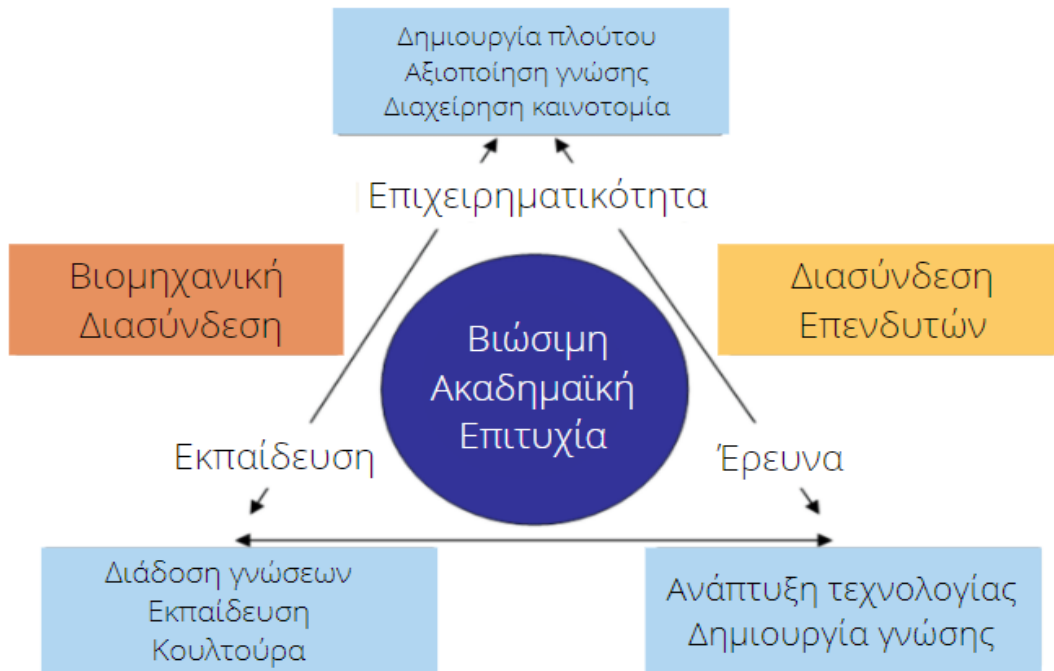 Δημιουργία πλούτου
Αξιοποίηση γνώσης
Διαχείρηση καινοτομία
Επιχειρηματικότητα
Βιομηχανική
Διασύνδεση
Διασύνδεση
Επενδυτών
Βιώσιμη
Ακαδημαϊκή
Επιτυχία
Εκπαίδευση
Έρευνα
Διάδοση γνώσεων
Εκπαίδευση
Κουλτούρα
Ανάπτυξη τεχνολογίας
Δημιουργία γνώσης